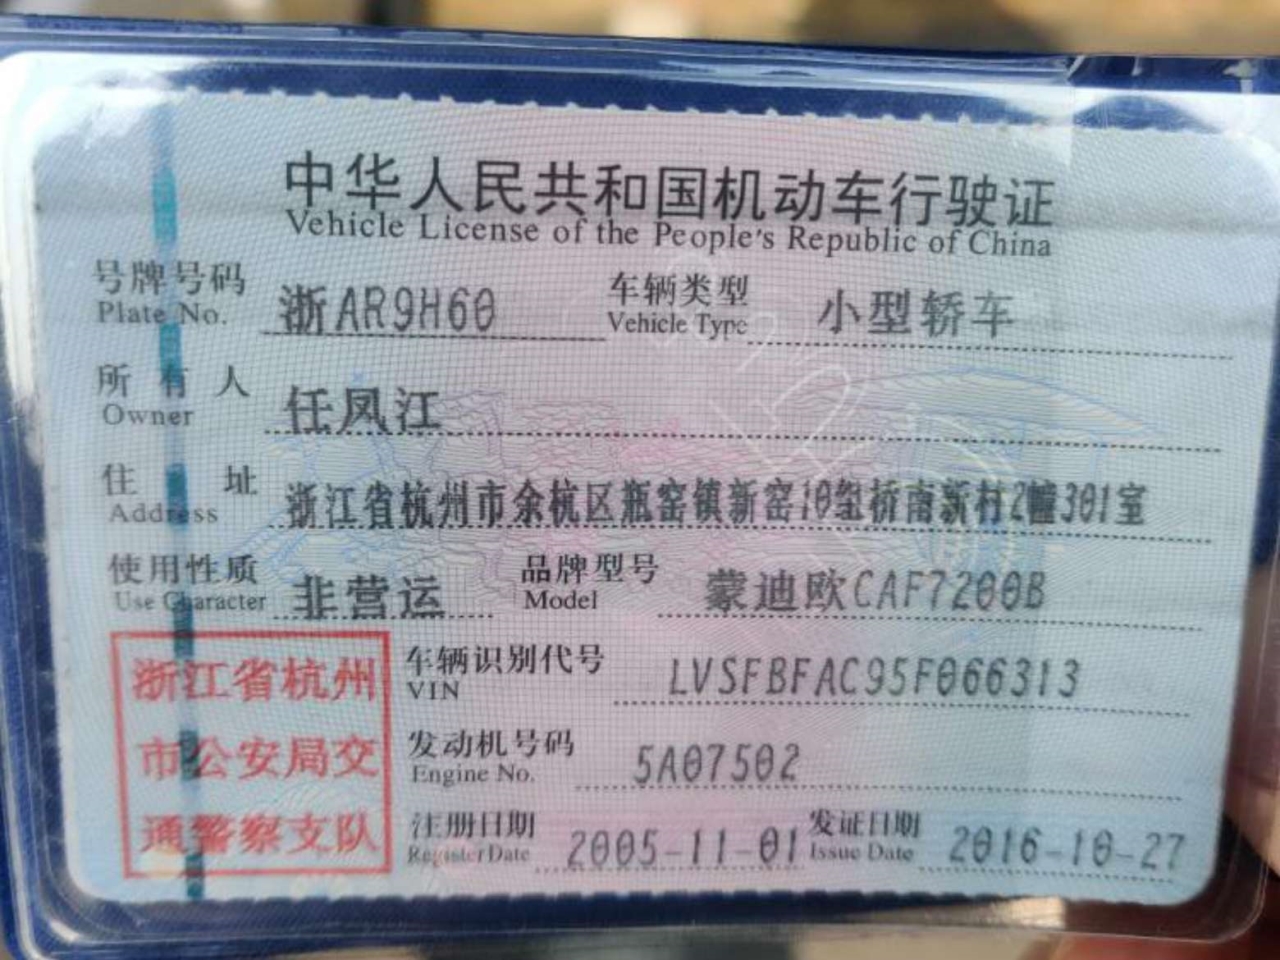 中华人民共和国机动车行驶证
Vehicle License of the People's Republic of China
号牌号码 浙AR9H60 车辆类型 小型轿车
Plate No. Vehicle Type
所有人 任凤江
Owner
住址 浙江省杭州市余杭区瓶窑镇新窑10组桥南新村2幢301室
Address
使用性质 非营运 品牌型号 蒙迪欧CAF7200B
Use Character Model
浙江省杭州 车辆识别代号 LVSFBFAC95F066313
VIN
市公安局交 发动机号码 5A07502
Engine No.
通警察支队 注册日期 2005-11-01 发证日期 2016-10-27
Register Date Issue Date